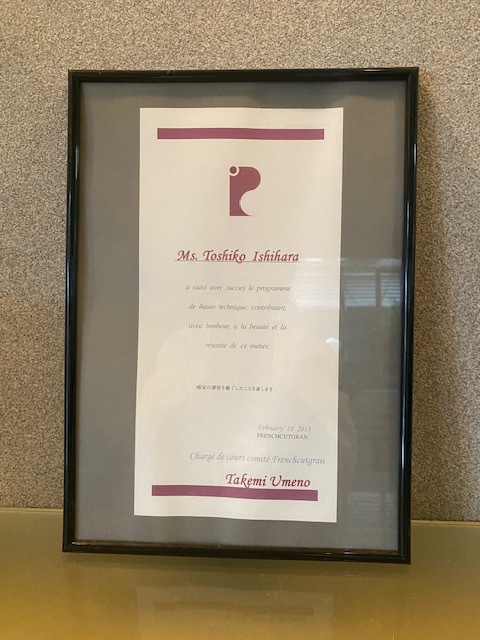 Ms. Toshiko Ishihara
a suivi avec succes le programme
de haute technique, contribuant,
avec bonheur, a la beauté et la
réussite de ce metier.
所定の課程を修了したことを証します。
February 18 2013
FRENCHCUTGRAN
Chargé de cours comité Frenchcutgran
Takemi Umeno